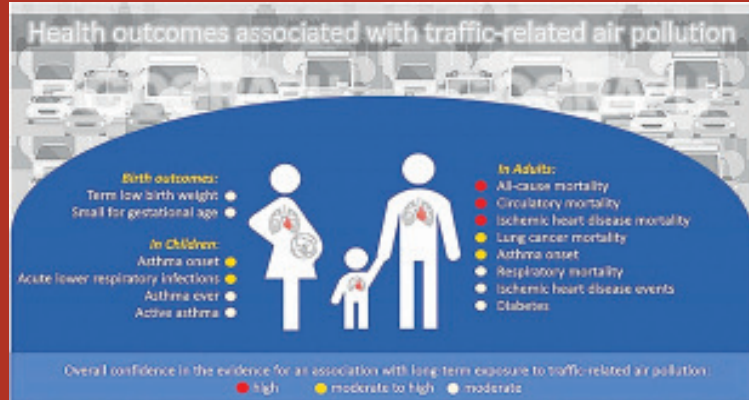 Health outcomes associated with traffic-related air pollution
Birth outcomes:
Term low birth weight
Small for gestational age
In Children:
Asthma onset
Acute lower respiratory infections
Asthma ever
Active asthma
In Adults:
All-cause mortality
Circulatory mortality
Ischemic heart disease mortality
Lung cancer mortality
Asthma onset
Respiratory mortality
Ischemic heart disease events
Diabetes
Overall confidence in the evidence for an association with long-term exposure to traffic-related air pollution:
high moderate to high moderate